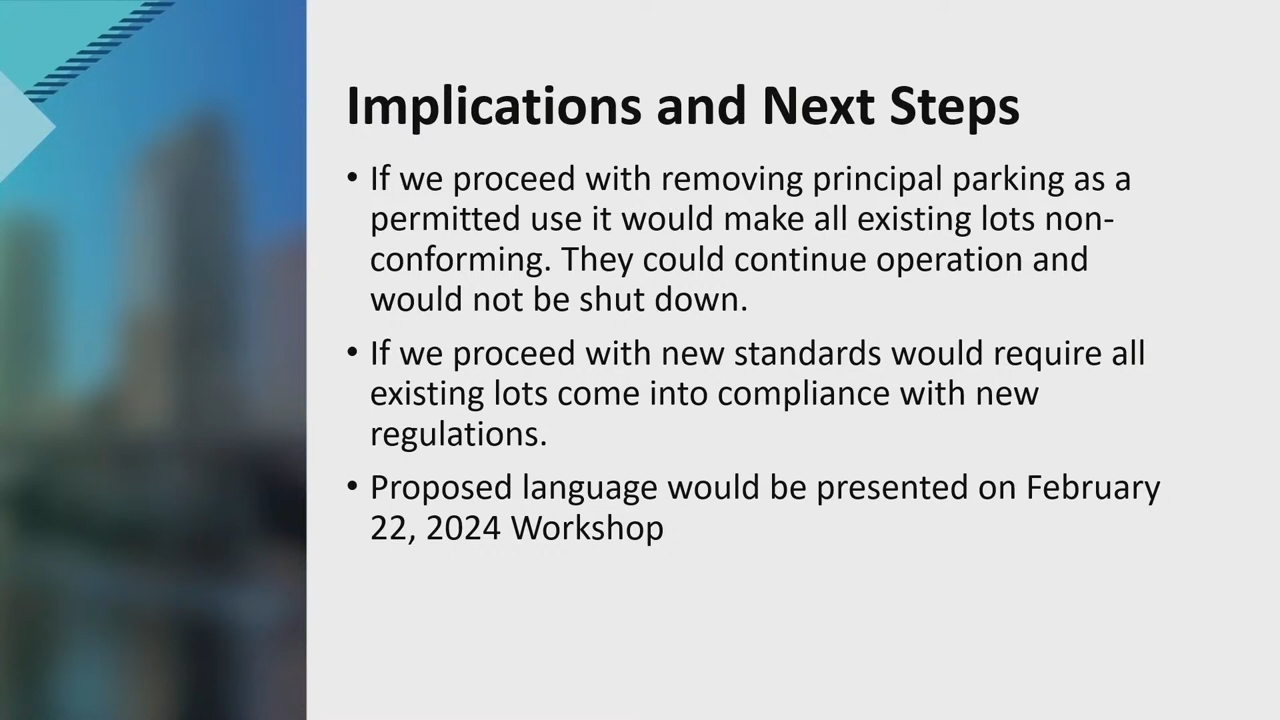 Implications and Next Steps
• If we proceed with removing principal parking as a
permitted use it would make all existing lots non-
conforming. They could continue operation and
would not be shut down.
• If we proceed with new standards would require all
existing lots come into compliance with new
regulations.
• Proposed language would be presented on February
22, 2024 Workshop